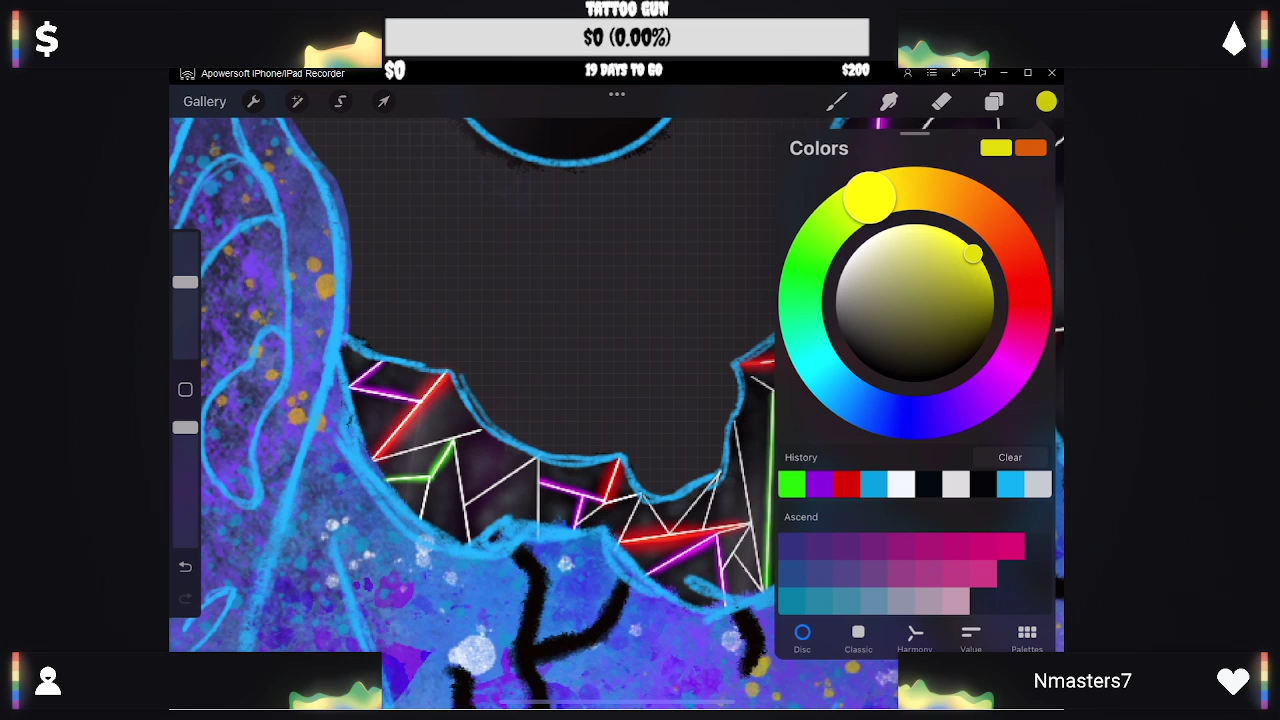 TATTOO GUN
$0 (0.00%)
$0 19 DAYS TO GO $200
$
Apowersoft iPhone/iPad Recorder
Gallery
Colors
History Clear
Ascend
Disc Classic Harmony Value Palettes
Nmasters7